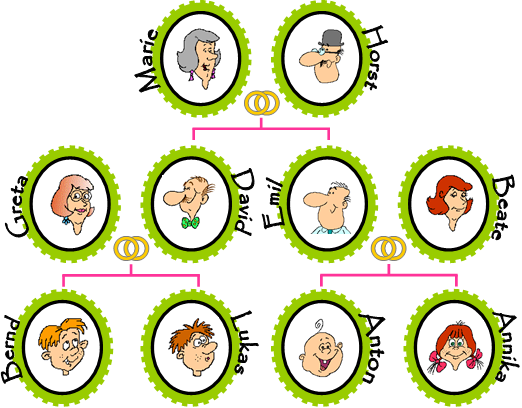 Marie
Horst
Greta
David
Emil
Beate
Bernd
Lukas
Anton
Annika